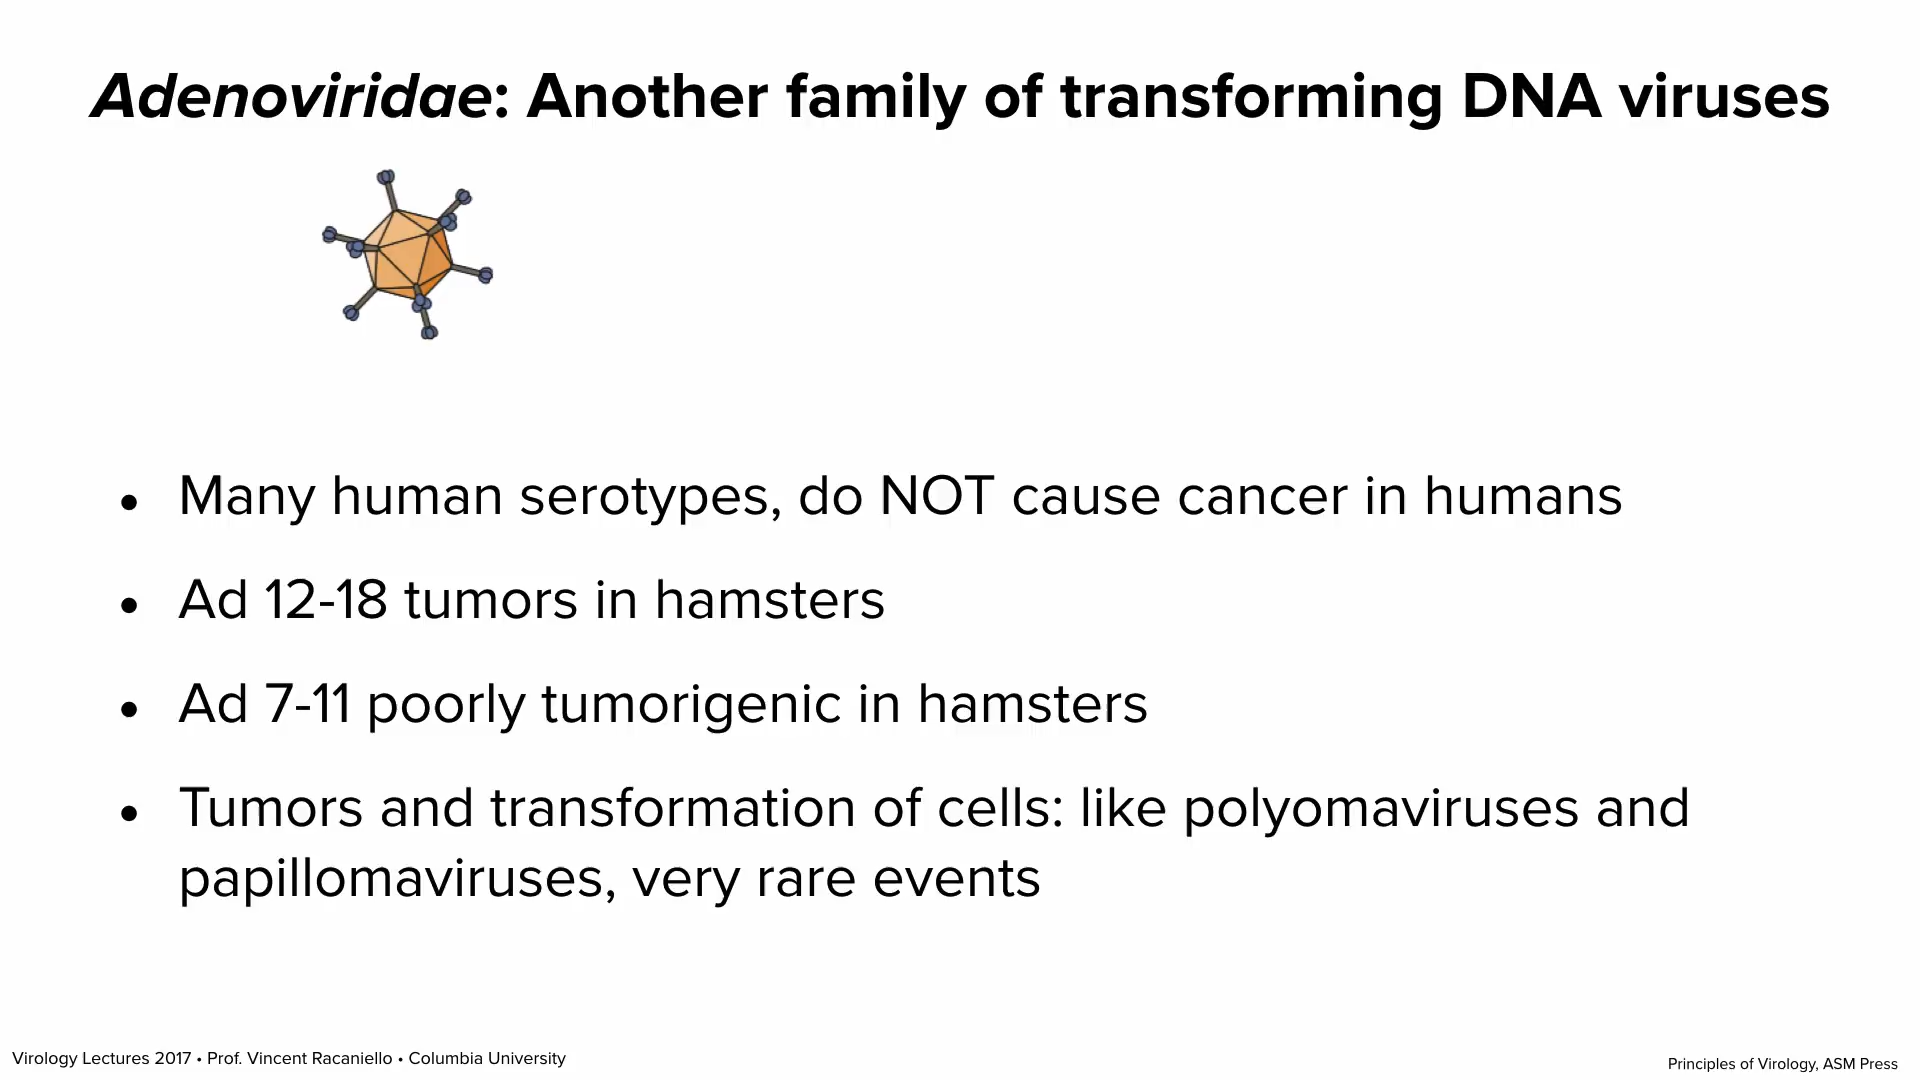 Adenoviridae: Another family of transforming DNA viruses
• Many human serotypes, do NOT cause cancer in humans
• Ad 12-18 tumors in hamsters
• Ad 7-11 poorly tumorigenic in hamsters
• Tumors and transformation of cells: like polyomaviruses and
papillomaviruses, very rare events
Virology Lectures 2017 • Prof. Vincent Racaniello • Columbia University
Principles of Virology, ASM Press